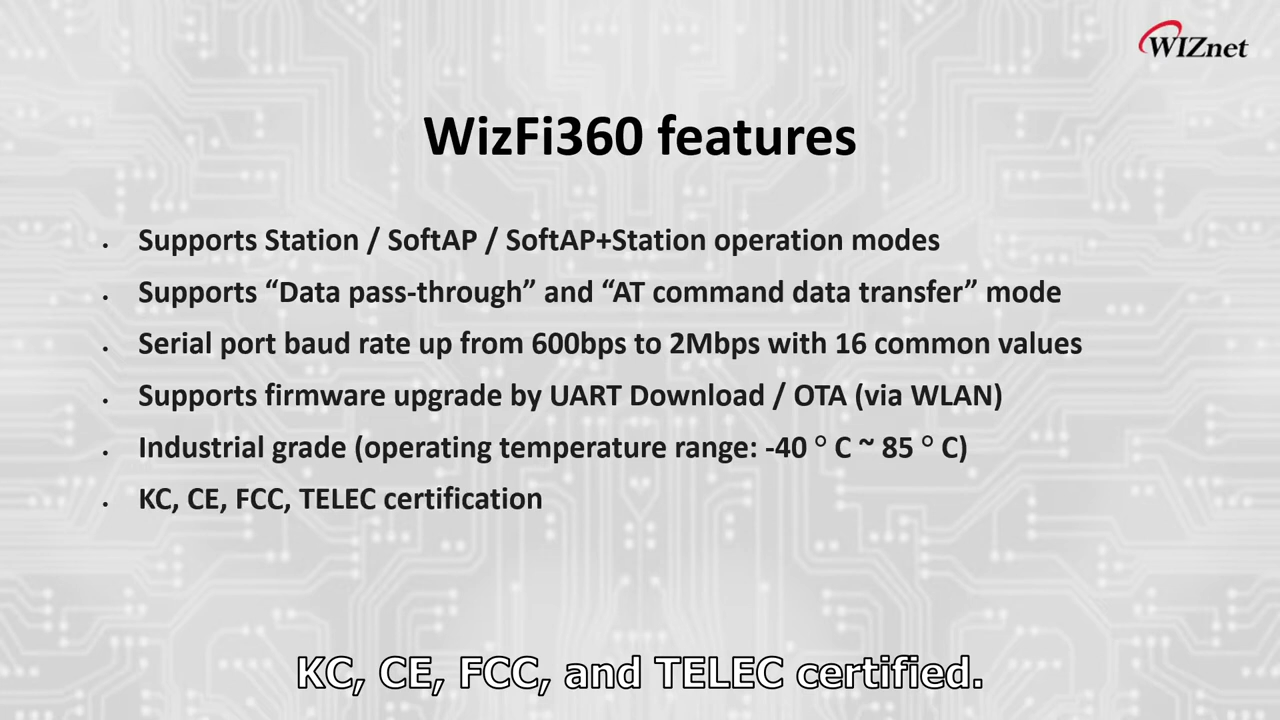 WIZnet
WizFi360 features
• Supports Station / SoftAP / SoftAP+Station operation modes
• Supports “Data pass-through” and “AT command data transfer” mode
• Serial port baud rate up from 600bps to 2Mbps with 16 common values
• Supports firmware upgrade by UART Download / OTA (via WLAN)
• Industrial grade (operating temperature range: -40 ° C ~ 85 ° C)
• KC, CE, FCC, TELEC certification
KC, CE, FCC, and TELEC certified.